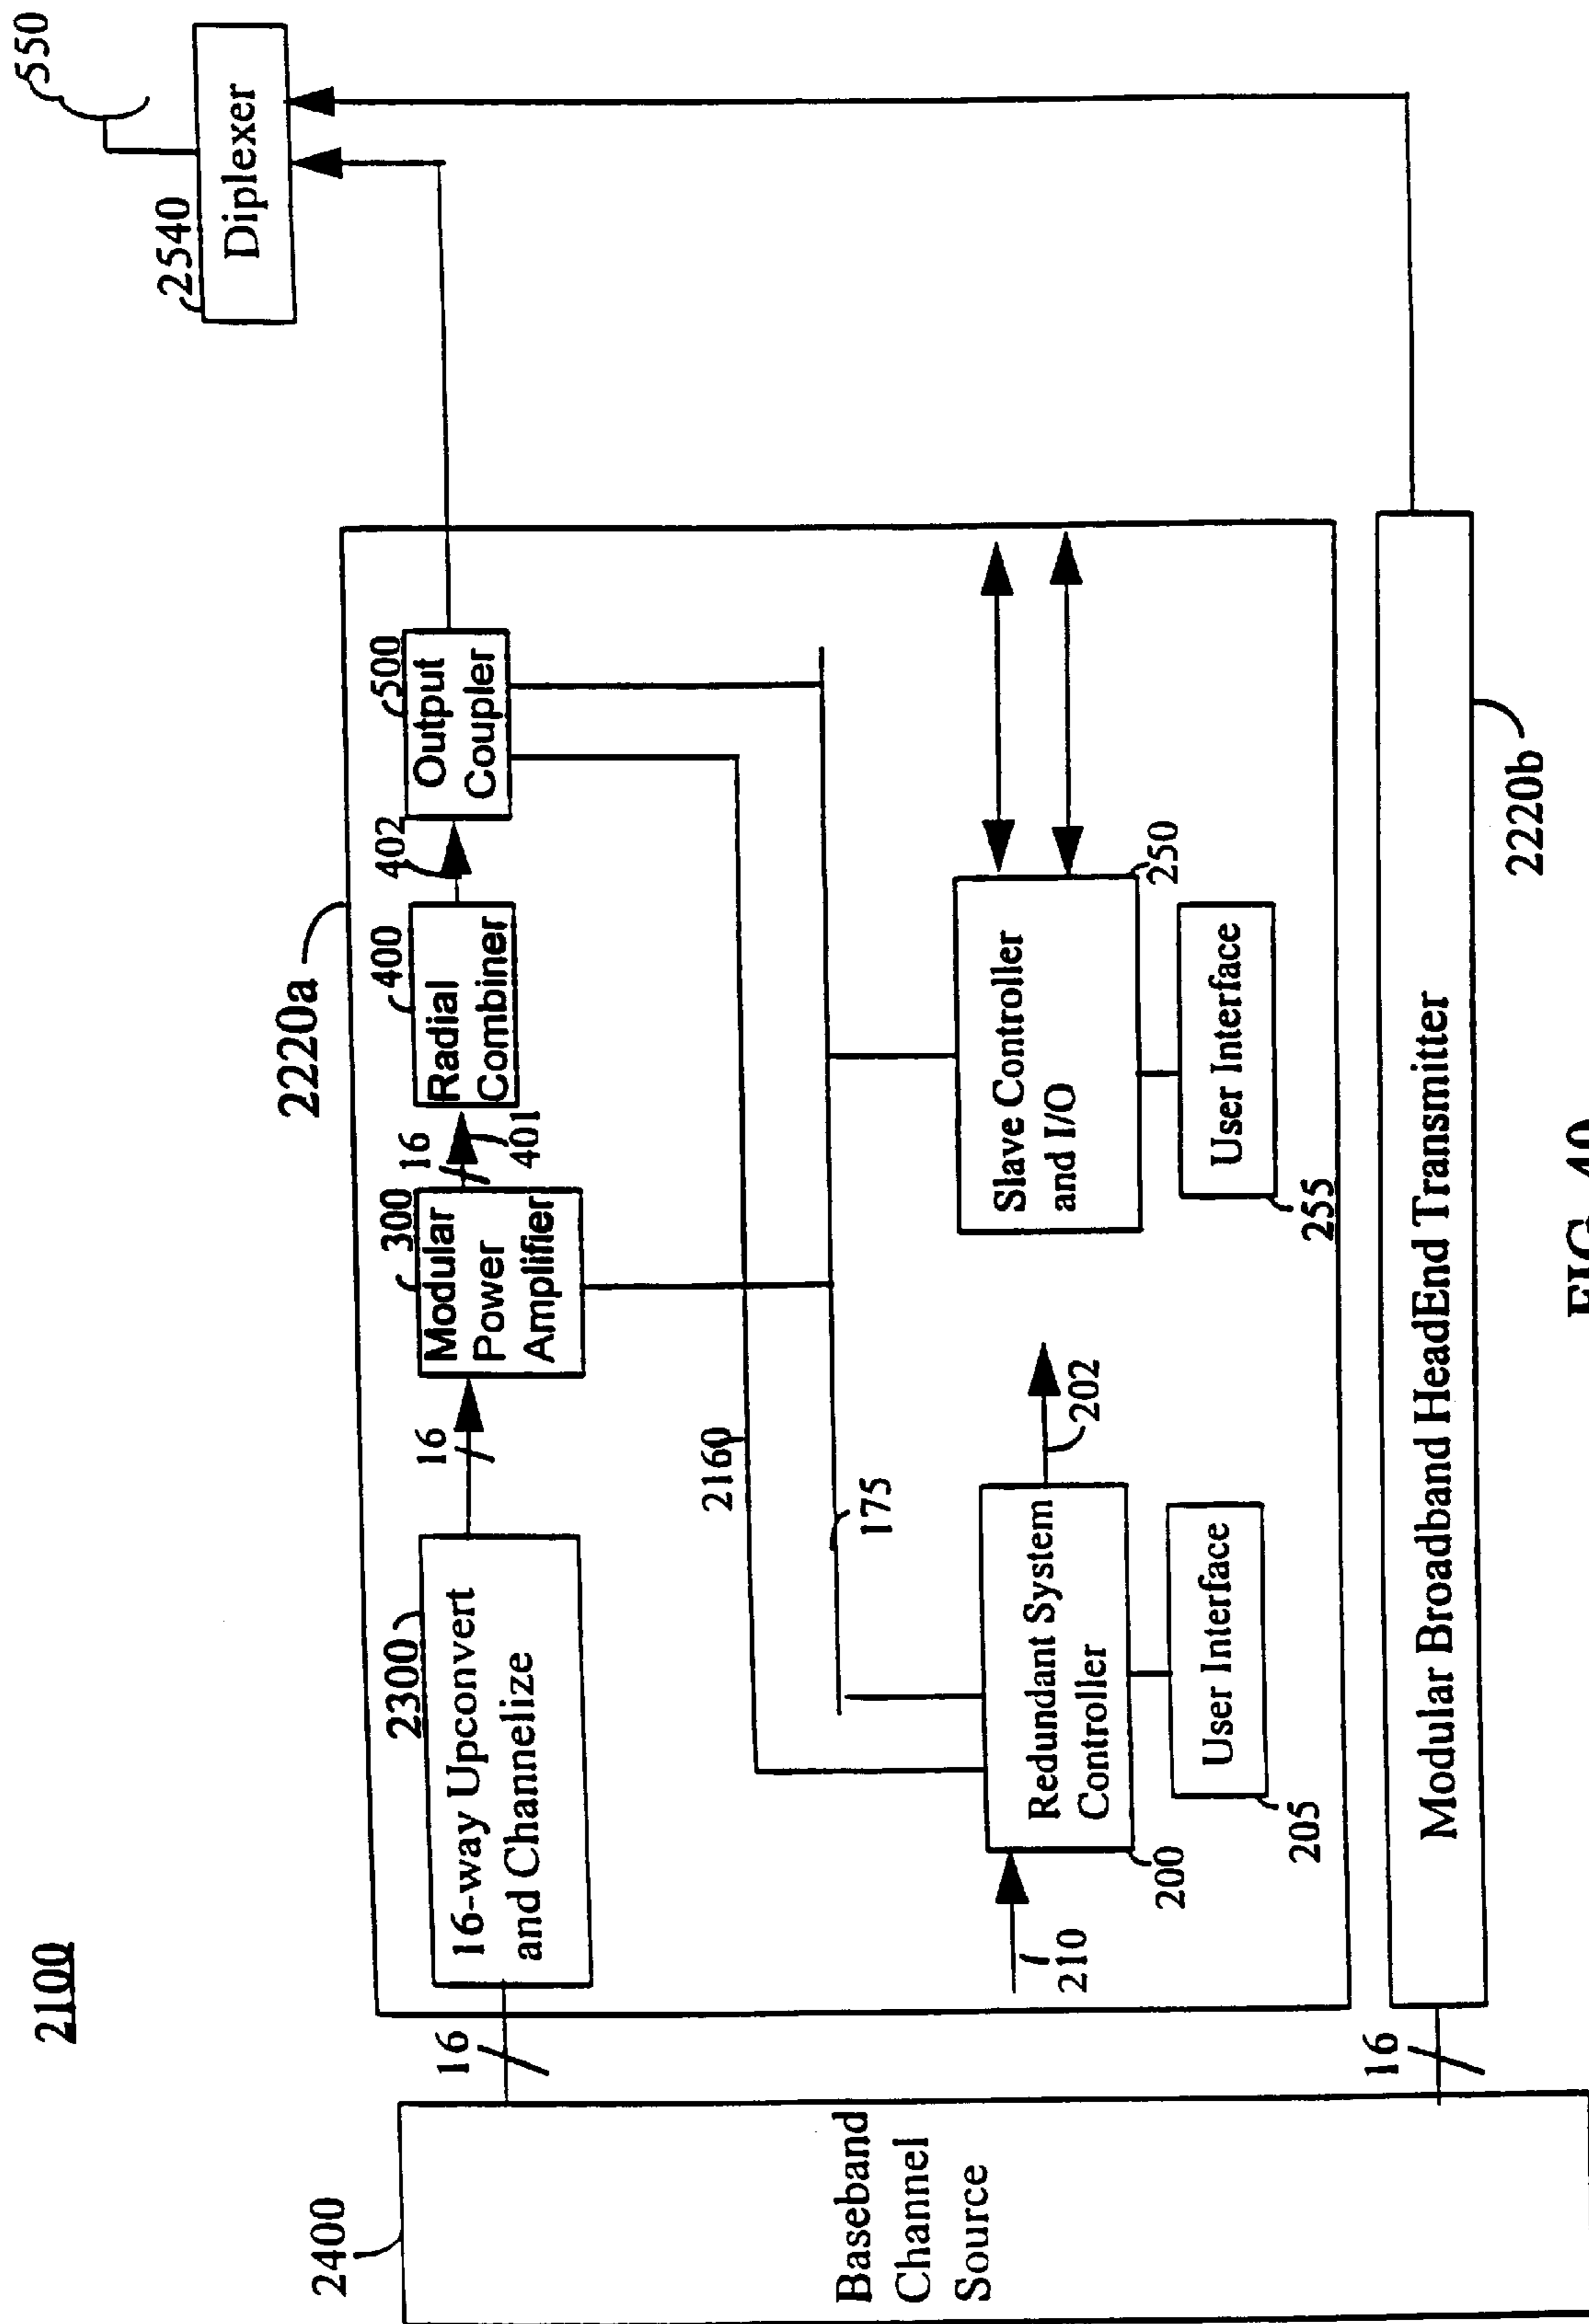 2100
550
2540
Diplexer
2220a
2300
16-way Upconvert
and Channelize
16
300
Modular
Power
Amplifier
16
401
400
Radial
Combiner
402
500
Output
Coupler
16
2160
175
2400
Baseband
Channel
Source
210
200
Redundant System
Controller
202
205
User Interface
Slave Controller
and I/O
250
255
User Interface
16
Modular Broadband HeadEnd Transmitter
2220b